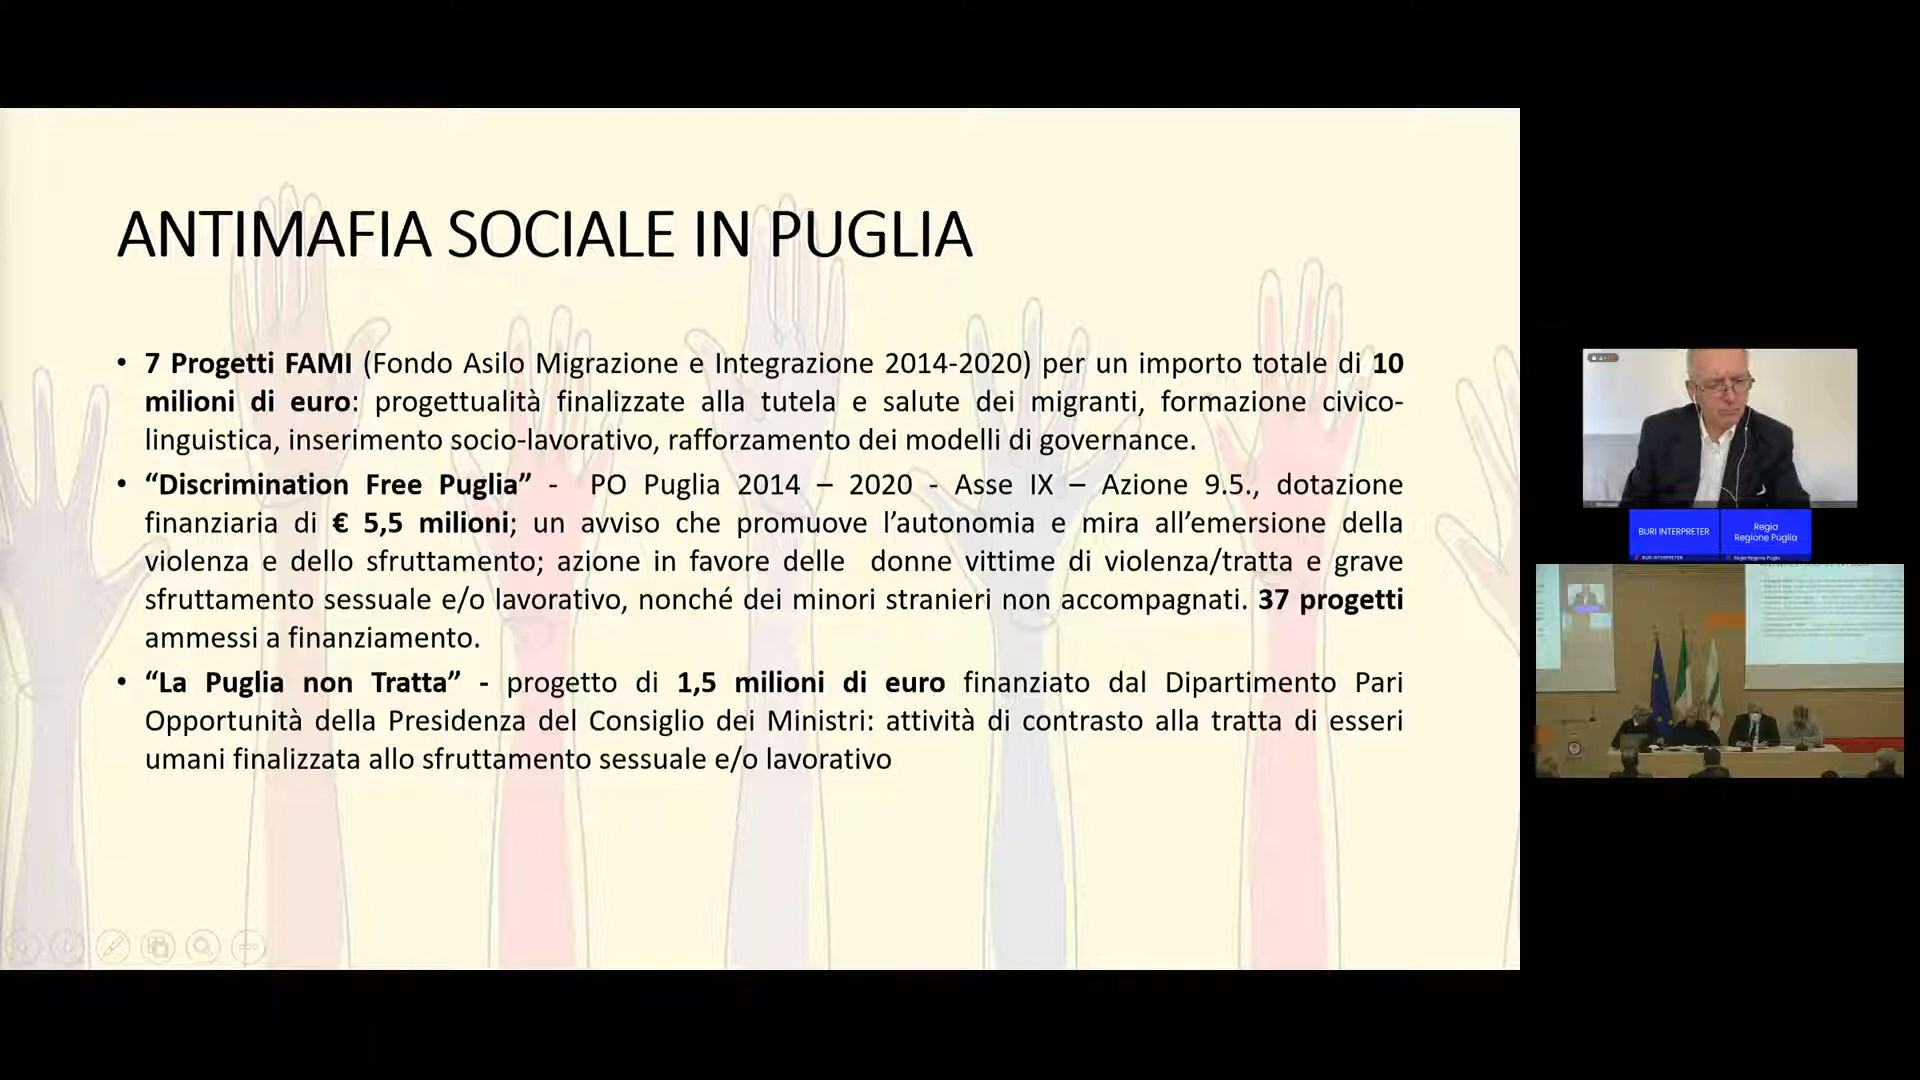 ANTIMAFIA SOCIALE IN PUGLIA
• 7 Progetti FAMI (Fondo Asilo Migrazione e Integrazione 2014-2020) per un importo totale di 10
milioni di euro: progettualità finalizzate alla tutela e salute dei migranti, formazione civico-
linguistica, inserimento socio-lavorativo, rafforzamento dei modelli di governance.
• “Discrimination Free Puglia” - PO Puglia 2014 – 2020 - Asse IX – Azione 9.5., dotazione
finanziaria di € 5,5 milioni; un avviso che promuove l’autonomia e mira all’emersione della
violenza e dello sfruttamento; azione in favore delle donne vittime di violenza/tratta e grave
sfruttamento sessuale e/o lavorativo, nonché dei minori stranieri non accompagnati. 37 progetti
ammessi a finanziamento.
• “La Puglia non Tratta” - progetto di 1,5 milioni di euro finanziato dal Dipartimento Pari
Opportunità della Presidenza del Consiglio dei Ministri: attività di contrasto alla tratta di esseri
umani finalizzata allo sfruttamento sessuale e/o lavorativo
BURI INTERPRETER
Regia
Regione Puglia
BURI INTERPRETER
Regia Regione Puglia